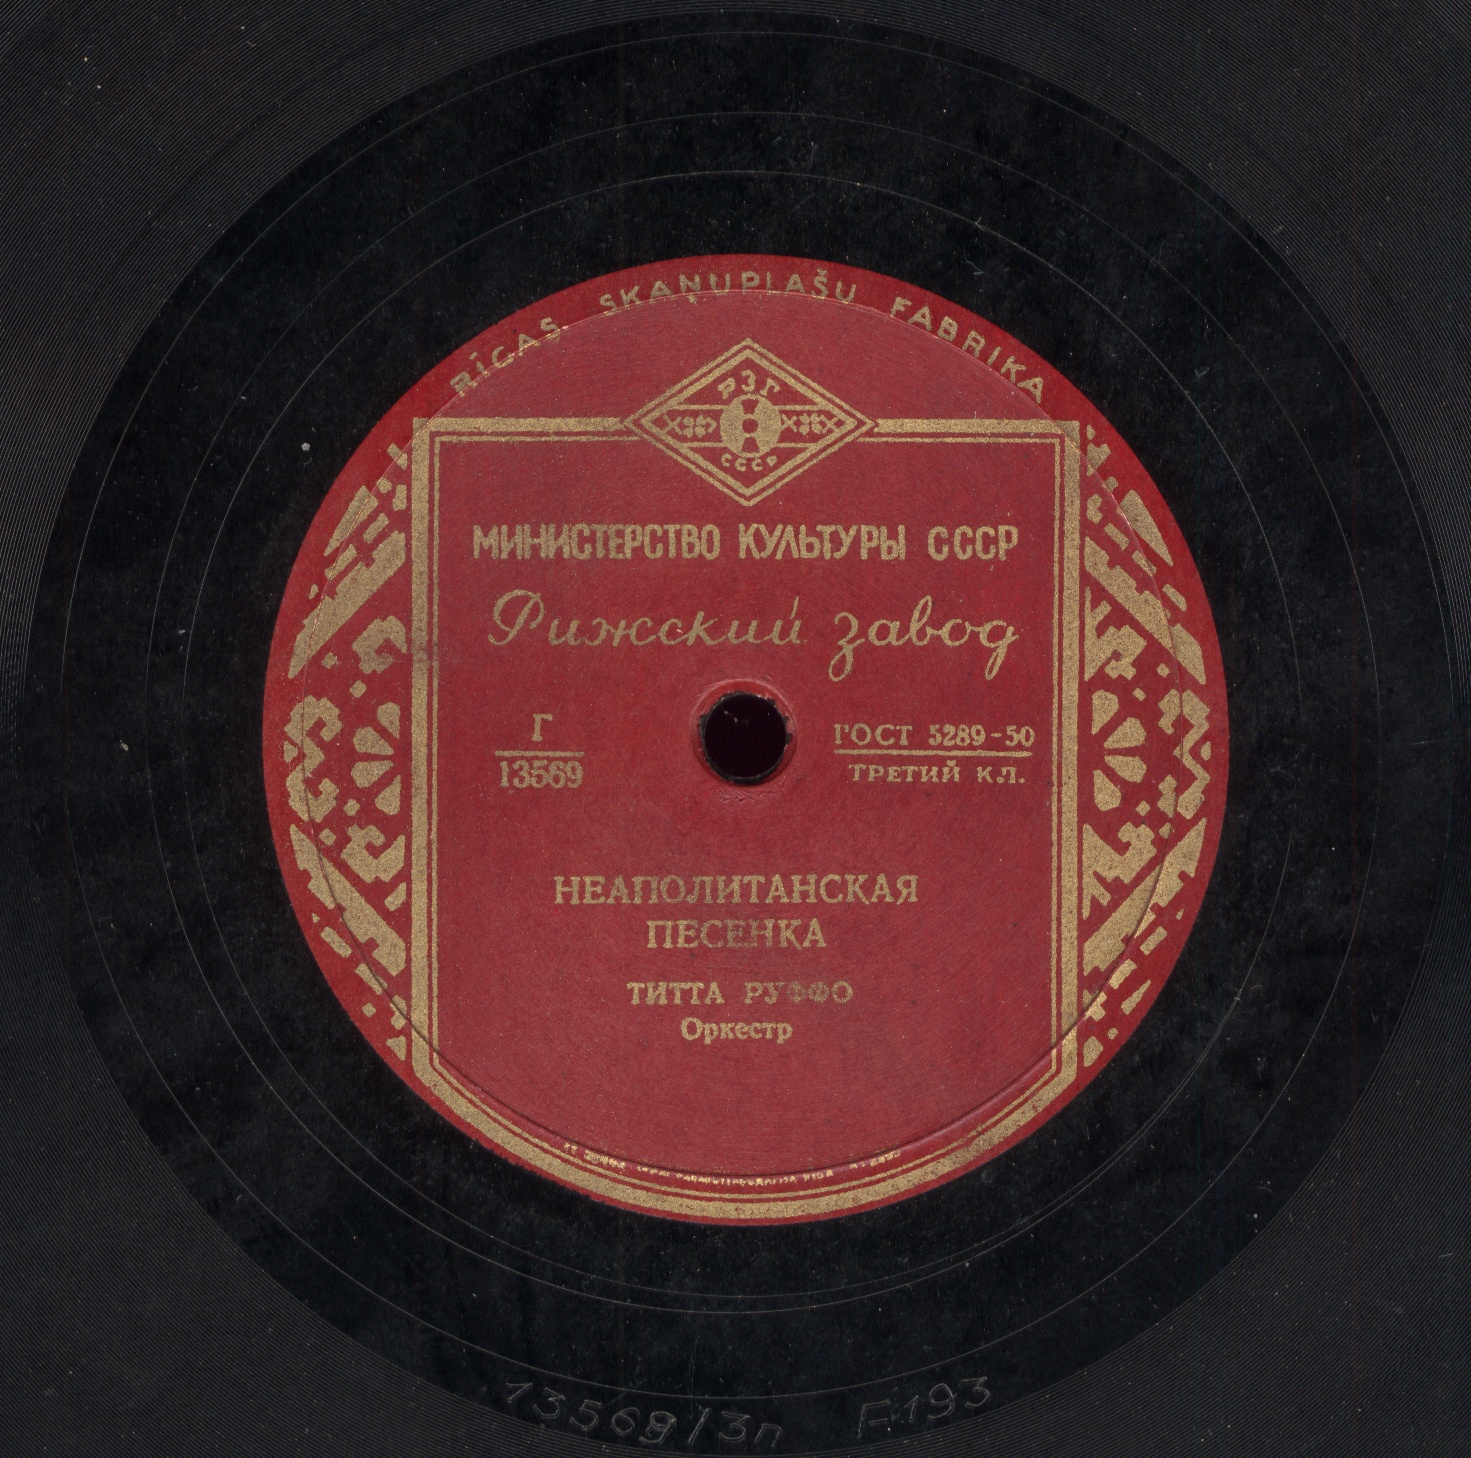 RĪGAS SKAŅUPLAŠU FABRIKA
РЗГ
СССР
МИНИСТЕРСТВО КУЛЬТУРЫ СССР
Рижский завод
Г
13569
ГОСТ 5289-50
ТРЕТИЙ КЛ.
НЕАПОЛИТАНСКАЯ
ПЕСЕНКА
ТИТТА РУФФО
Оркестр
13569/3п F193